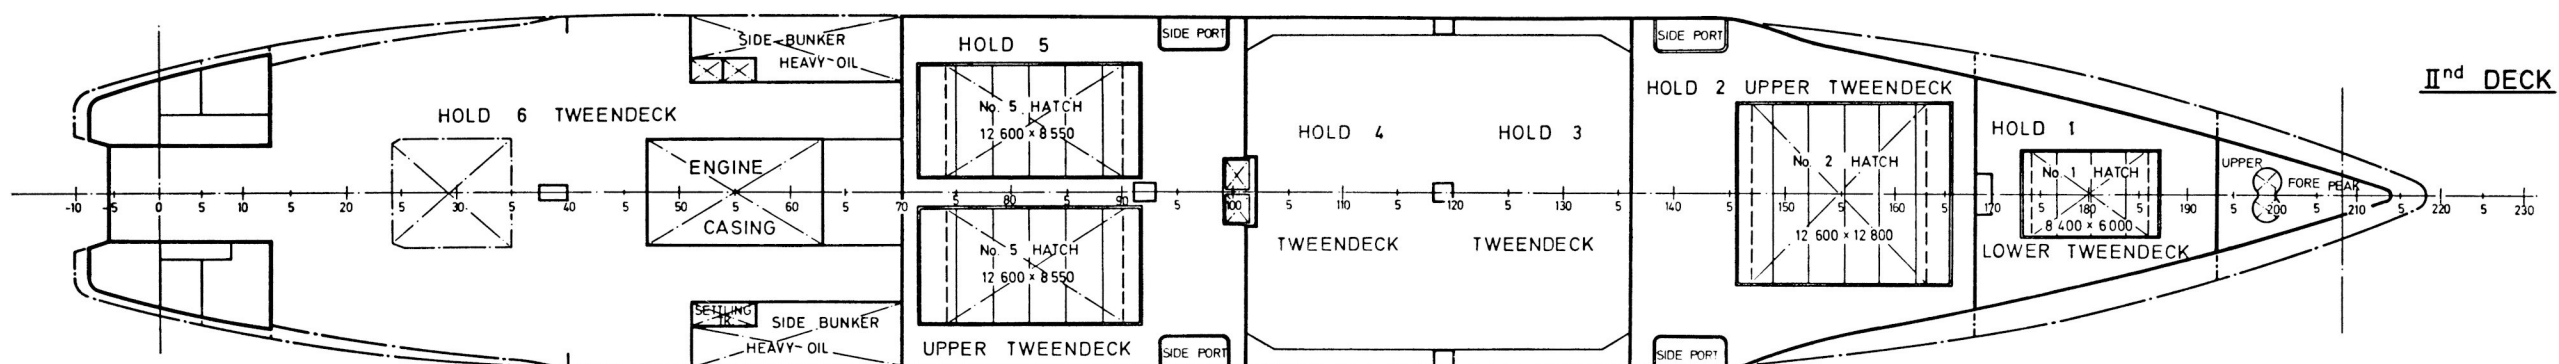 SIDE-BUNKER
HEAVY-OIL
HOLD 5
SIDE PORT
SIDE PORT
IInd DECK
HOLD 6 TWEENDECK
No. 5 HATCH
12 600 × 8 550
HOLD 4
HOLD 3
HOLD 2 UPPER TWEENDECK
HOLD 1
ENGINE
CASING
No. 2 HATCH
12 600 × 12 800
No. 1 HATCH
8 400 × 6 000
UPPER
FORE PEAK
-10 -5 0 5 10 5 20 5 30 5 40 5 50 5 60 5 70 5 80 5 90 5 100 5 110 5 120 5 130 5 140 5 150 5 160 5 170 5 180 5 190 5 200 5 210 5 220 5 230
TWEENDECK
TWEENDECK
LOWER TWEENDECK
No. 5 HATCH
12 600 × 8 550
SETTLING
TK.
SIDE BUNKER
HEAVY-OIL
UPPER TWEENDECK
SIDE PORT
SIDE PORT